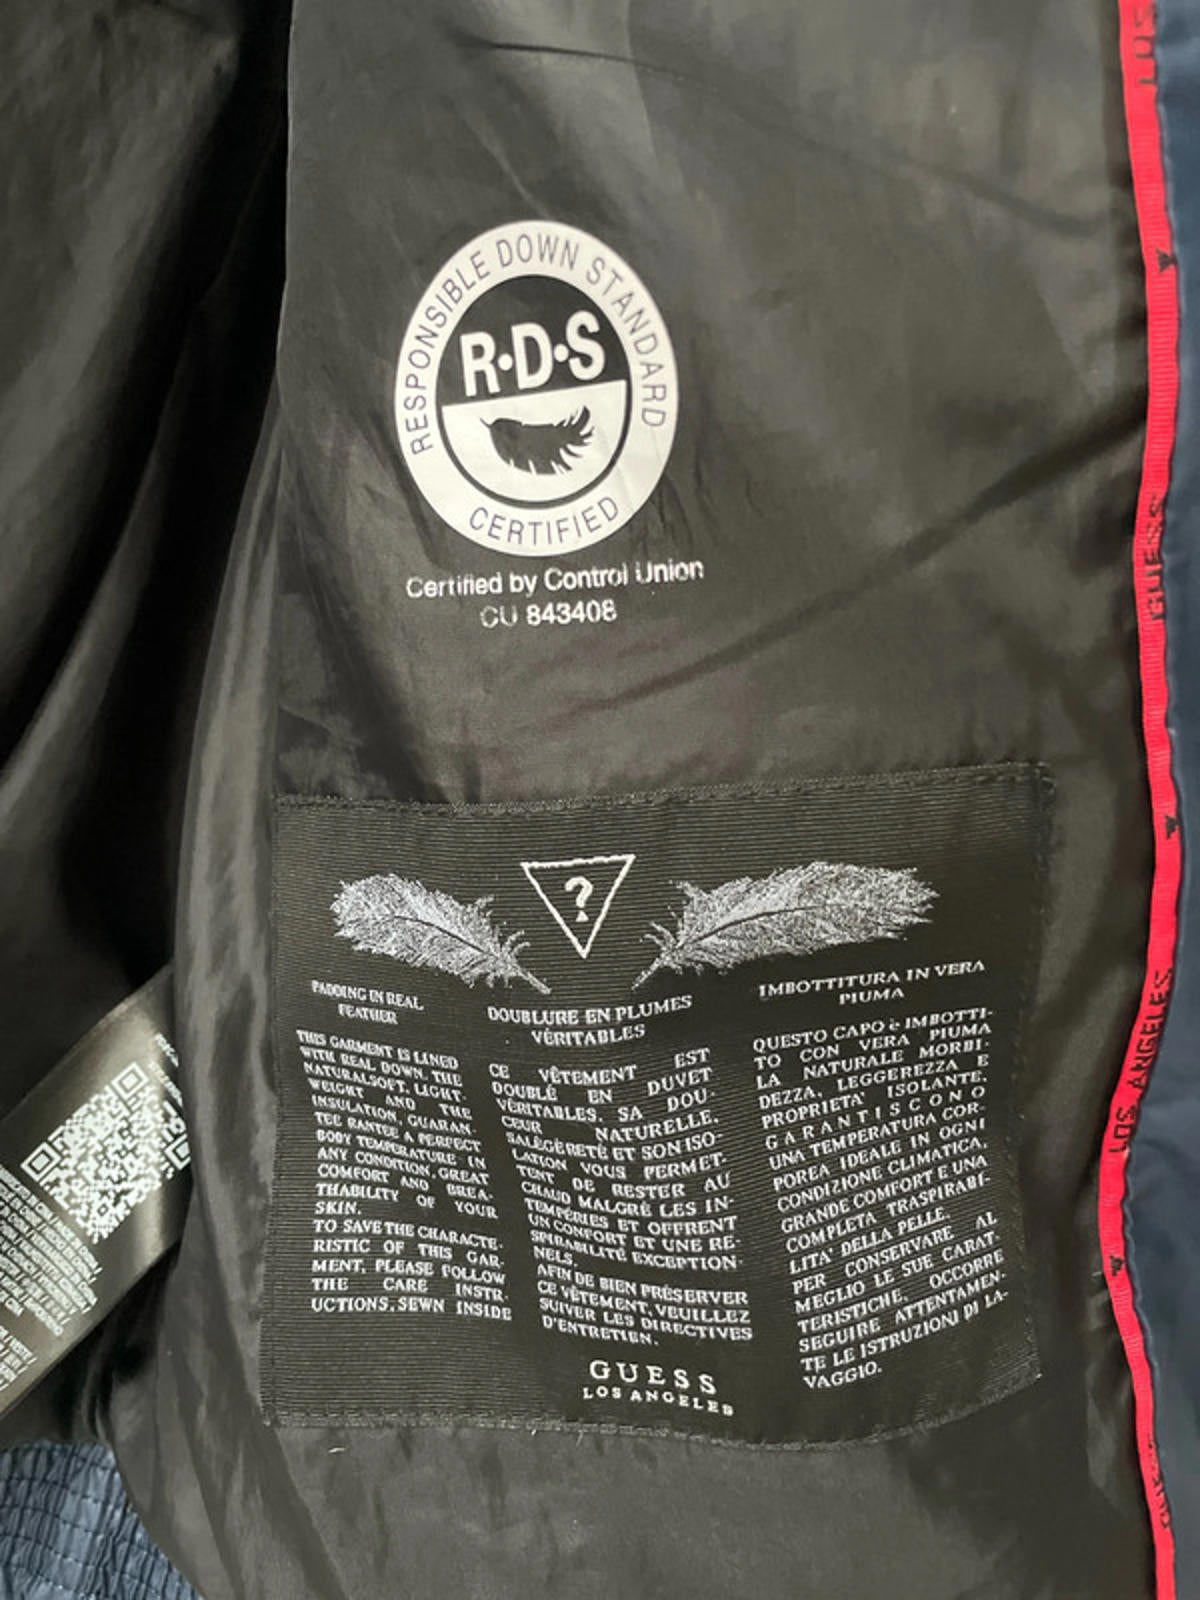 RESPONSIBLE DOWN STANDARD
R·D·S
CERTIFIED
Certified by Control Union
CU 843408
?
PADDING IN REAL
FEATHER
THIS GARMENT IS LINED
WITH REAL DOWN. THE
NATURALSOFT, LIGHT-
WEIGHT AND THE
INSULATION, GUARAN-
TEE RANTEE A PERFECT
BODY TEMPERATURE IN
ANY CONDITION, GREAT
COMFORT AND BREA-
THABILITY OF YOUR
SKIN.
TO SAVE THE CHARACTE-
RISTIC OF THIS GAR-
MENT, PLEASE FOLLOW
THE CARE INSTR-
UCTIONS, SEWN INSIDE
DOUBLURE EN PLUMES
VÉRITABLES
CE VÊTEMENT EST
DOUBLÉ EN DUVET
VÉRITABLES. SA DOU-
CEUR NATURELLE,
SALÉGÈRETÉ ET SON ISO-
LATION VOUS PERMET-
TENT DE RESTER AU
CHAUD MALGRÉ LES IN-
TEMPÉRIES ET OFFRENT
UN CONFORT ET UNE RE-
SPIRABILITÉ EXCEPTION-
NELS.
AFIN DE BIEN PRÉSERVER
CE VÊTEMENT, VEUILLEZ
SUIVER LES DIRECTIVES
D'ENTRETIEN.
IMBOTTITURA IN VERA
PIUMA
QUESTO CAPO è IMBOTTI-
TO CON VERA PIUMA
LA NATURALE MORBI-
DEZZA, LEGGEREZZA E
PROPRIETA' ISOLANTE,
GARANTISCONO
UNA TEMPERATURA COR-
POREA IDEALE IN OGNI
CONDIZIONE CLIMATICA,
GRANDE COMFORT E UNA
COMPLETA TRASPIRABI-
LITA' DELLA PELLE.
PER CONSERVARE AL
MEGLIO LE SUE CARAT-
TERISTICHE, OCCORRE
SEGUIRE ATTENTAMEN-
TE LE ISTRUZIONI DI LA-
VAGGIO.
GUESS
LOS ANGELES
GUESS
LOS ANGELES